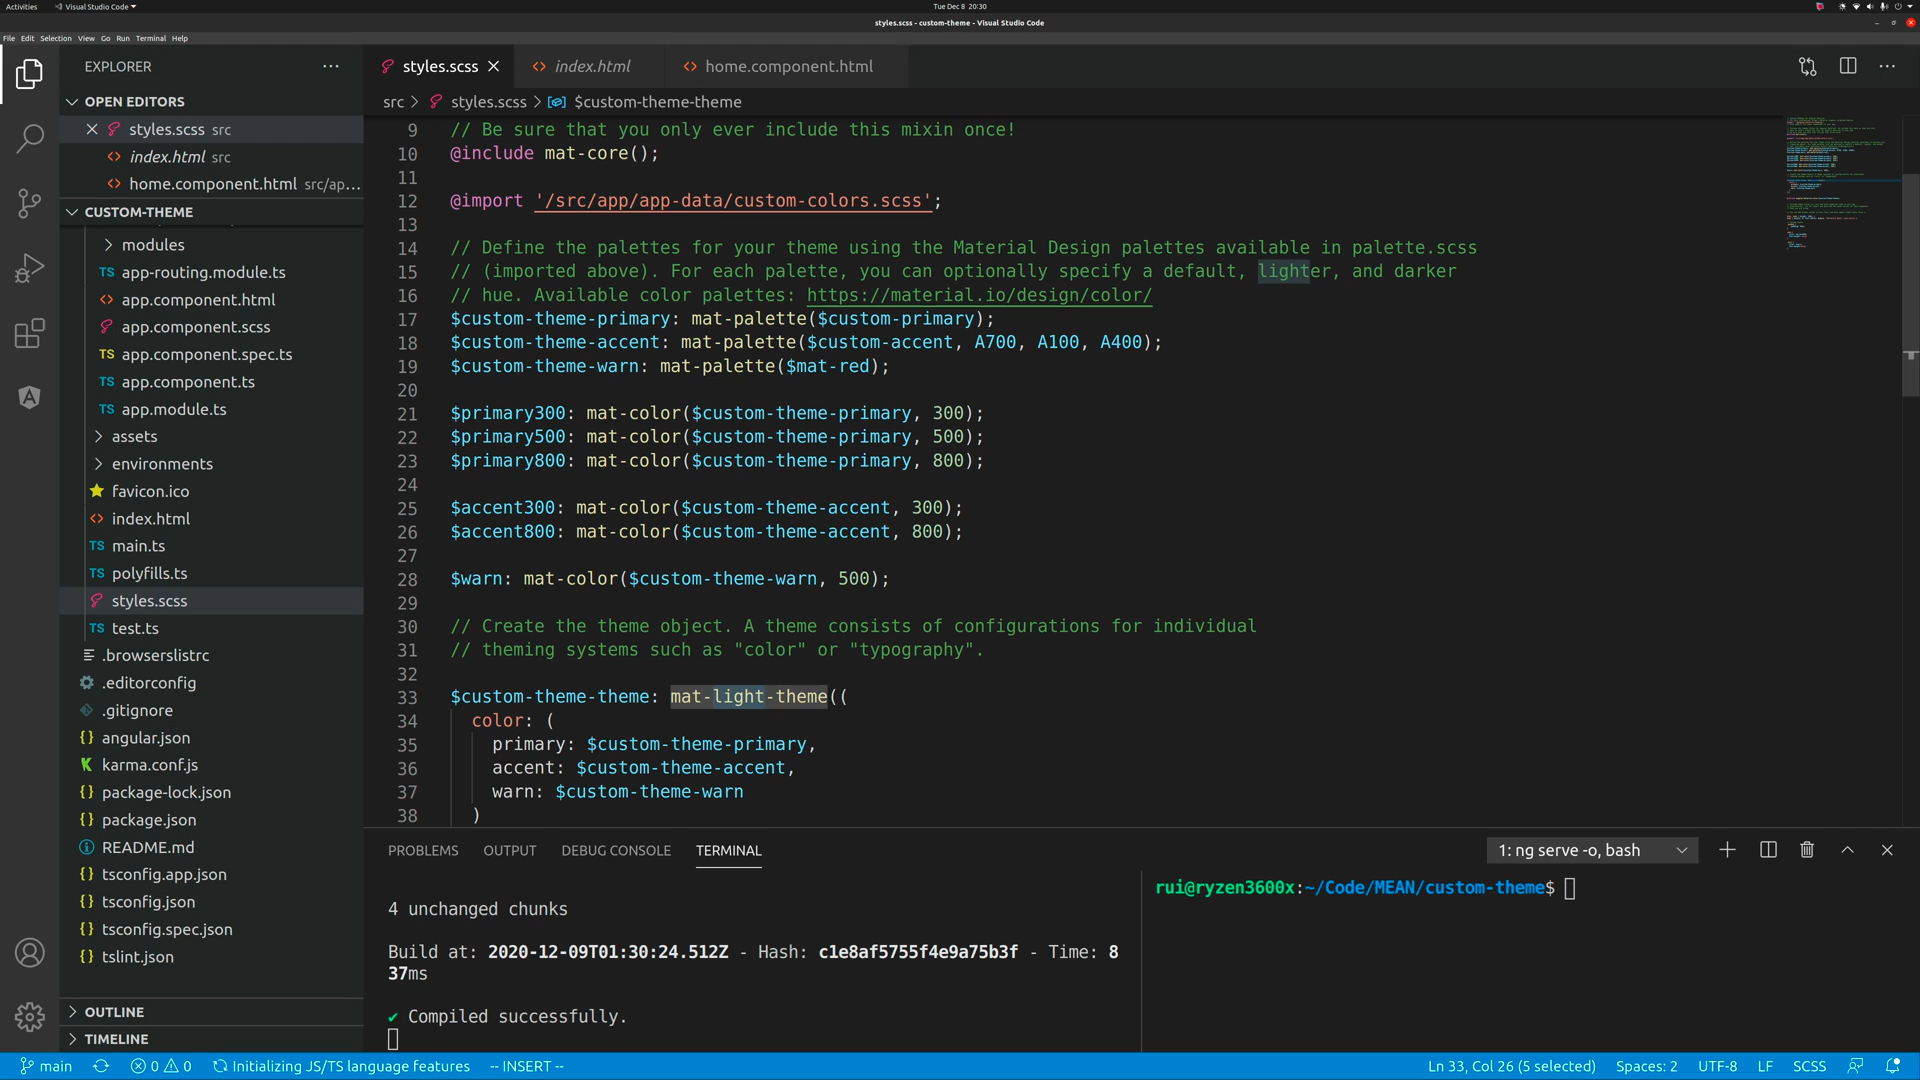 Activities
Visual Studio Code
Tue Dec 8 20:30
styles.scss - custom-theme - Visual Studio Code
File Edit Selection View Go Run Terminal Help
EXPLORER
OPEN EDITORS
styles.scss src
index.html src
home.component.html src/ap...
CUSTOM-THEME
modules
TS app-routing.module.ts
app.component.html
app.component.scss
TS app.component.spec.ts
TS app.component.ts
TS app.module.ts
assets
environments
favicon.ico
index.html
TS main.ts
TS polyfills.ts
styles.scss
TS test.ts
.browserslistrc
.editorconfig
.gitignore
{} angular.json
karma.conf.js
{} package-lock.json
{} package.json
README.md
{} tsconfig.app.json
{} tsconfig.json
{} tsconfig.spec.json
{} tslint.json
OUTLINE
TIMELINE
styles.scss
index.html
home.component.html
src > styles.scss > $custom-theme-theme
9 // Be sure that you only ever include this mixin once!
10 @include mat-core();
11
12 @import '/src/app/app-data/custom-colors.scss';
13
14 // Define the palettes for your theme using the Material Design palettes available in palette.scss
15 // (imported above). For each palette, you can optionally specify a default, lighter, and darker
16 // hue. Available color palettes: https://material.io/design/color/
17 $custom-theme-primary: mat-palette($custom-primary);
18 $custom-theme-accent: mat-palette($custom-accent, A700, A100, A400);
19 $custom-theme-warn: mat-palette($mat-red);
20
21 $primary300: mat-color($custom-theme-primary, 300);
22 $primary500: mat-color($custom-theme-primary, 500);
23 $primary800: mat-color($custom-theme-primary, 800);
24
25 $accent300: mat-color($custom-theme-accent, 300);
26 $accent800: mat-color($custom-theme-accent, 800);
27
28 $warn: mat-color($custom-theme-warn, 500);
29
30 // Create the theme object. A theme consists of configurations for individual
31 // theming systems such as "color" or "typography".
32
33 $custom-theme-theme: mat-light-theme((
34 color: (
35 primary: $custom-theme-primary,
36 accent: $custom-theme-accent,
37 warn: $custom-theme-warn
38 )
PROBLEMS OUTPUT DEBUG CONSOLE TERMINAL
1: ng serve -o, bash
4 unchanged chunks
Build at: 2020-12-09T01:30:24.512Z - Hash: c1e8af5755f4e9a75b3f - Time: 8
37ms
✔ Compiled successfully.
rui@ryzen3600x:~/Code/MEAN/custom-theme$
main
0 0
Initializing JS/TS language features
-- INSERT --
Ln 33, Col 26 (5 selected)
Spaces: 2
UTF-8
LF
SCSS